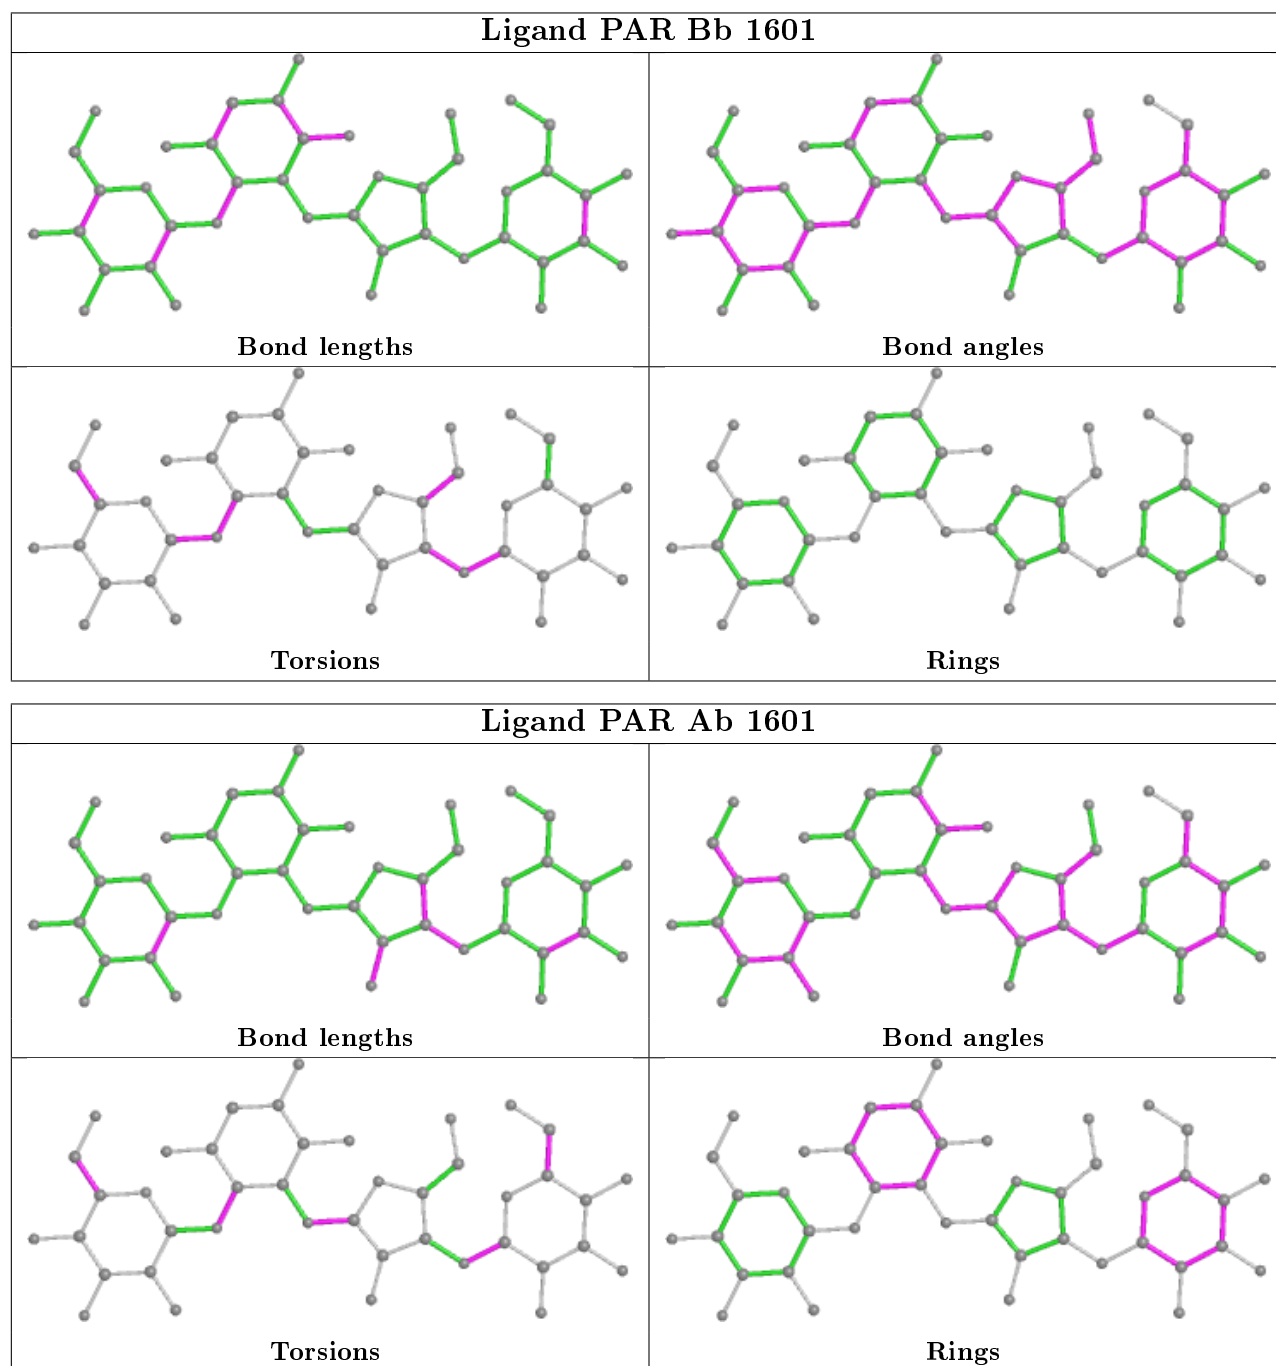 Ligand PAR Bb 1601
Bond lengths
Bond angles
Torsions
Rings
Ligand PAR Ab 1601
Bond lengths
Bond angles
Torsions
Rings